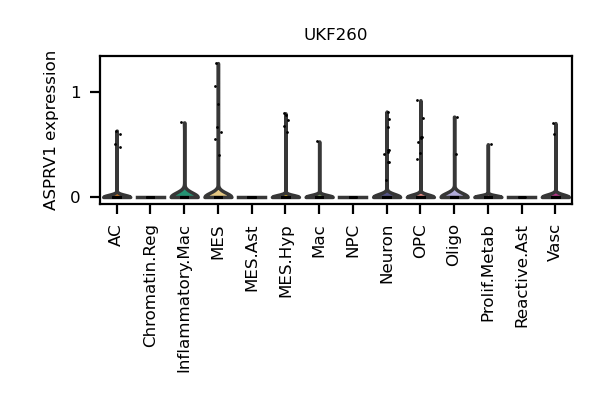 UKF260
ASPRV1 expression
1
0
AC
Chromatin.Reg
Inflammatory.Mac
MES
MES.Ast
MES.Hyp
Mac
NPC
Neuron
OPC
Oligo
Prolif.Metab
Reactive.Ast
Vasc